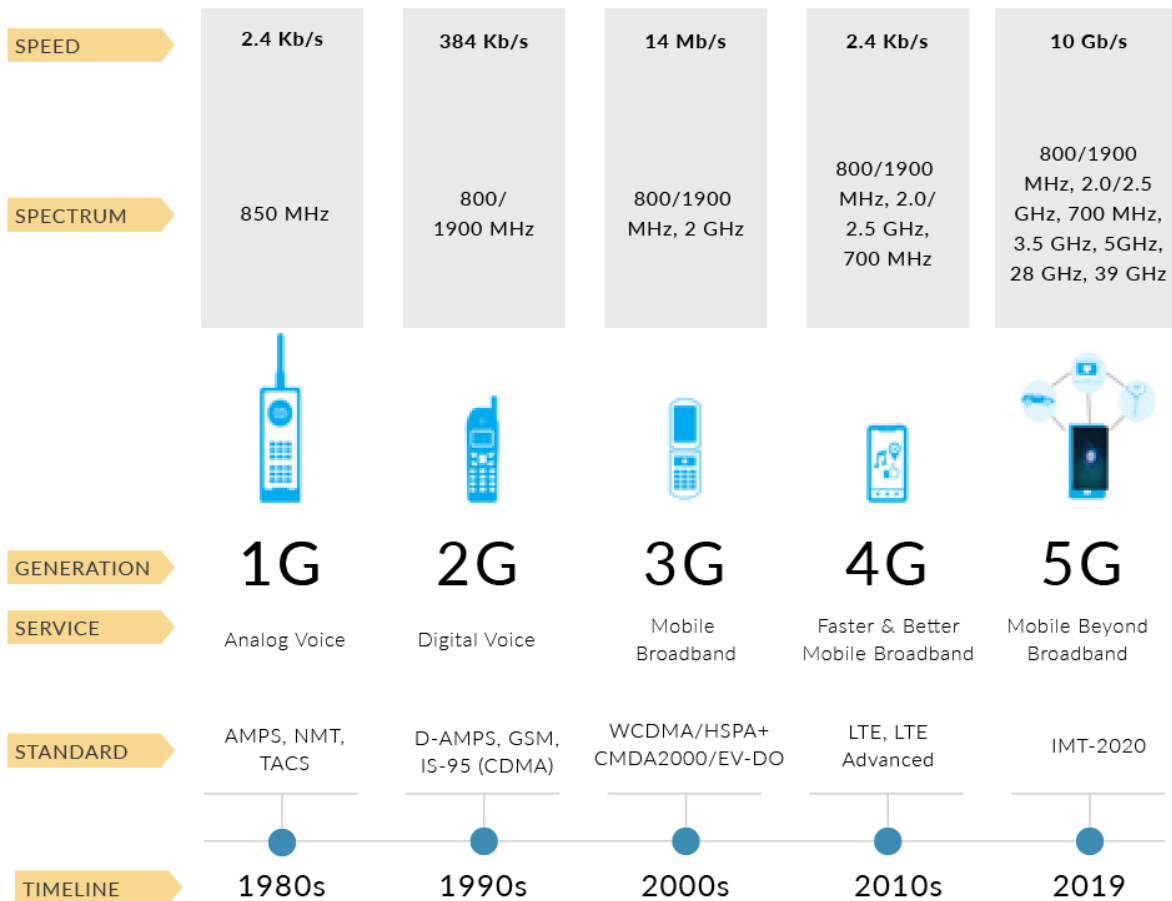 SPEED
2.4 Kb/s
384 Kb/s
14 Mb/s
2.4 Kb/s
10 Gb/s
SPECTRUM
850 MHz
800/
1900 MHz
800/1900
MHz, 2 GHz
800/1900
MHz, 2.0/
2.5 GHz,
700 MHz
800/1900
MHz, 2.0/2.5
GHz, 700 MHz,
3.5 GHz, 5GHz,
28 GHz, 39 GHz
GENERATION
1G
2G
3G
4G
5G
SERVICE
Analog Voice
Digital Voice
Mobile
Broadband
Faster & Better
Mobile Broadband
Mobile Beyond
Broadband
STANDARD
AMPS, NMT,
TACS
D-AMPS, GSM,
IS-95 (CDMA)
WCDMA/HSPA+
CMDA2000/EV-DO
LTE, LTE
Advanced
IMT-2020
TIMELINE
1980s
1990s
2000s
2010s
2019